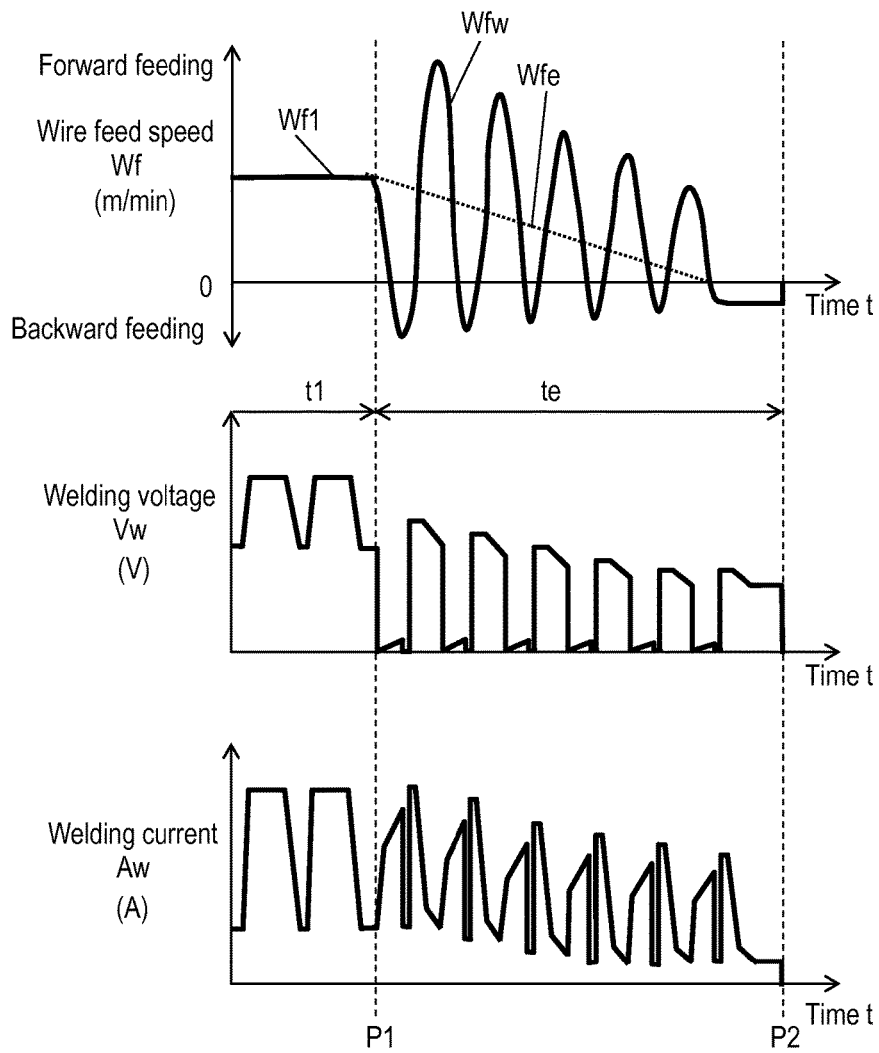 Wfw
Forward feeding
Wfe
Wf1
Wire feed speed
Wf
(m/min)
0
Time t
Backward feeding
t1
te
Welding voltage
Vw
(V)
Time t
Welding current
Aw
(A)
Time t
P1
P2